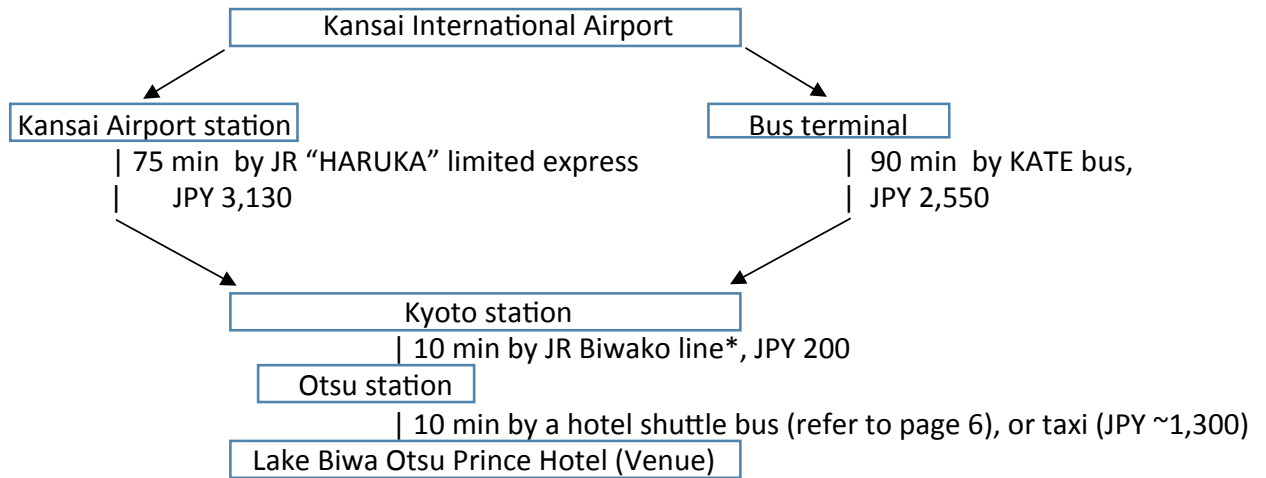 Kansai International Airport
Kansai Airport station
Bus terminal
| 75 min by JR “HARUKA” limited express
| JPY 3,130
| 90 min by KATE bus,
| JPY 2,550
Kyoto station
| 10 min by JR Biwako line*, JPY 200
Otsu station
| 10 min by a hotel shuttle bus (refer to page 6), or taxi (JPY ~1,300)
Lake Biwa Otsu Prince Hotel (Venue)